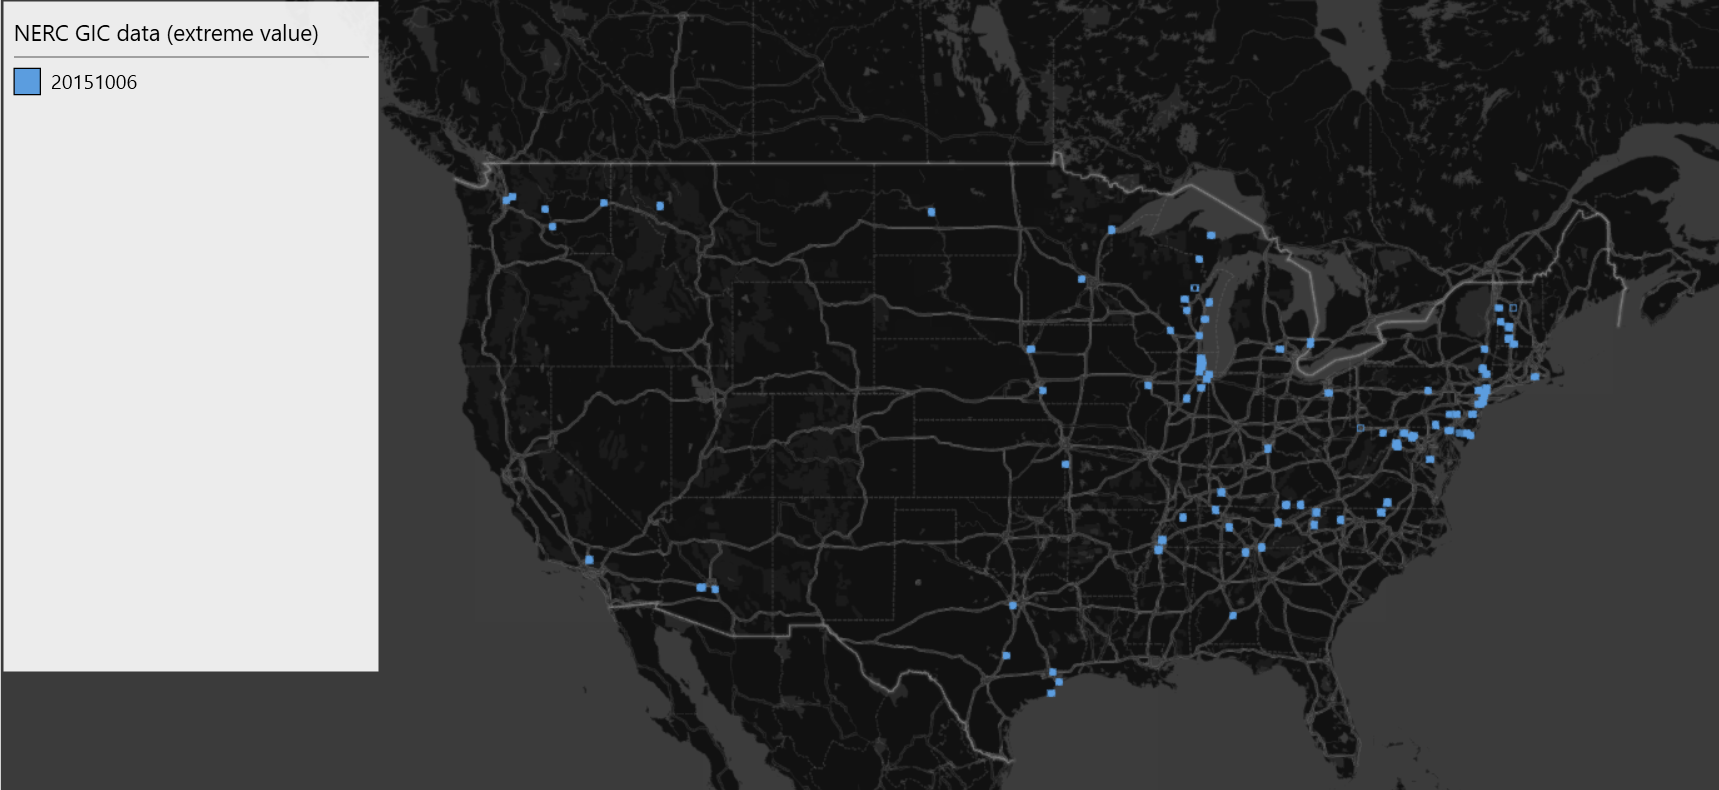 NERC GIC data (extreme value)
20151006